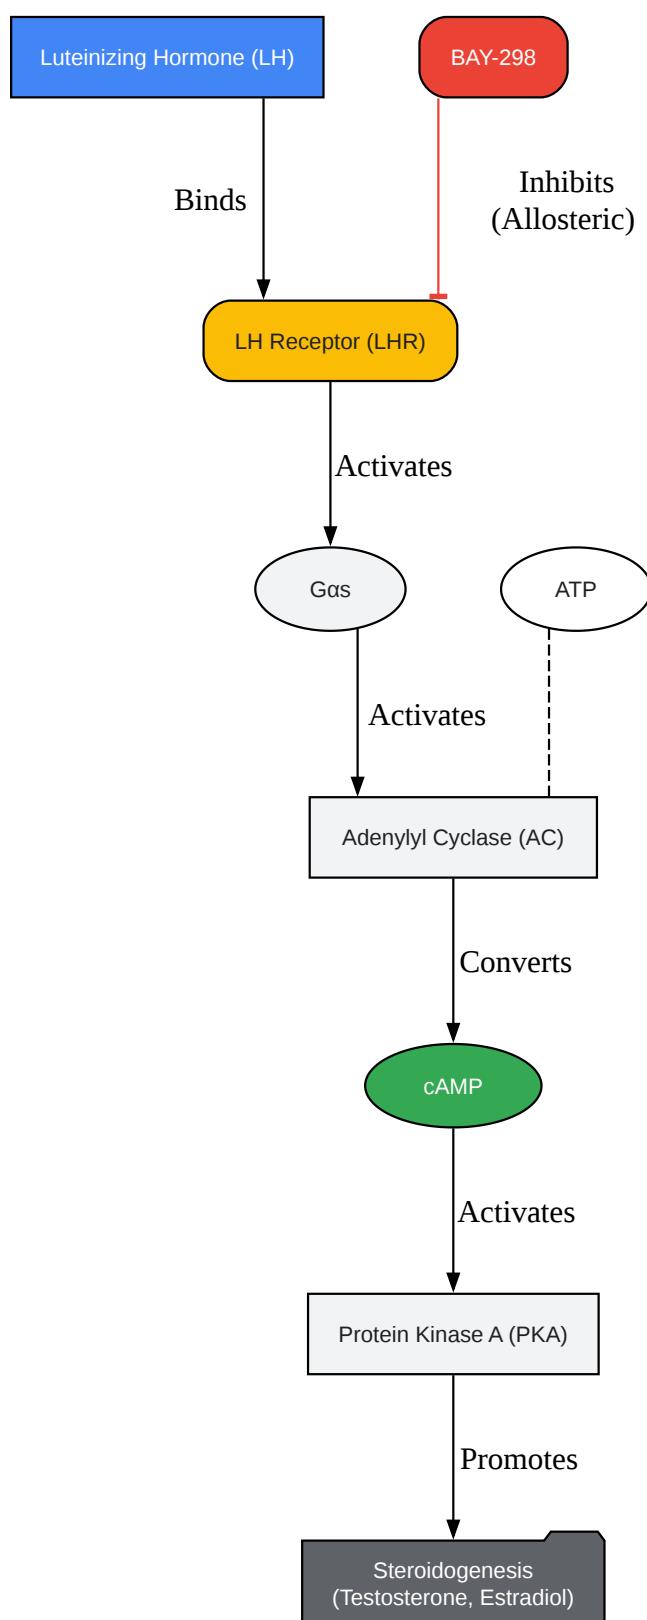 Luteinizing Hormone (LH)
BAY-298
Binds
Inhibits
(Allosteric)
LH Receptor (LHR)
Activates
Gαs
ATP
Activates
Adenylyl Cyclase (AC)
Converts
cAMP
Activates
Protein Kinase A (PKA)
Promotes
Steroidogenesis
(Testosterone, Estradiol)